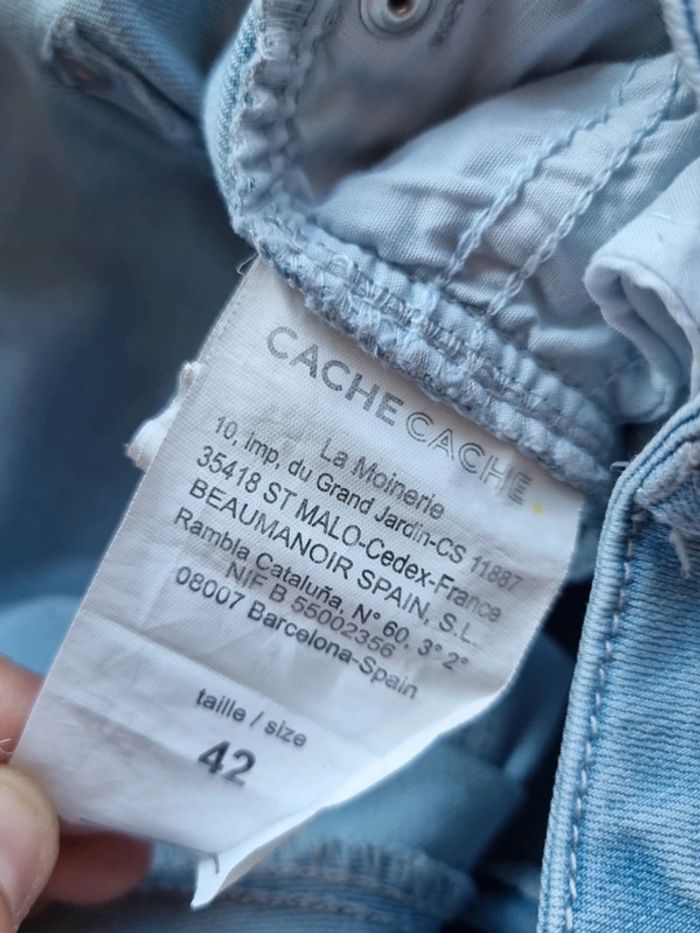 CACHE CACHE
La Moinerie
10, Imp, du Grand Jardin-CS 11887
35418 ST MALO-Cedex-France
BEAUMANOIR SPAIN, S.L.
Rambla Cataluña, N° 60, 3° 2°
NIF B 55002356
08007 Barcelona-Spain
taille / size
42